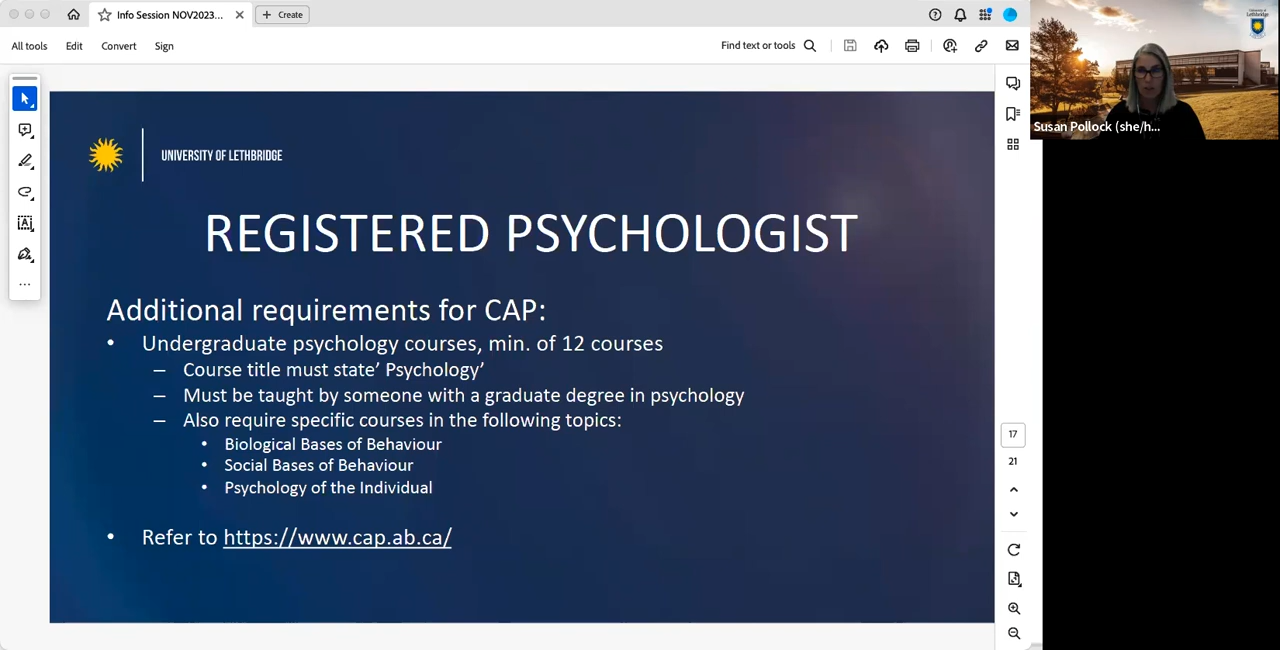 Info Session NOV2023...
Create
All tools
Edit
Convert
Sign
Find text or tools
University of
Lethbridge
Susan Pollock (she/h...
UNIVERSITY OF LETHBRIDGE
REGISTERED PSYCHOLOGIST
Additional requirements for CAP:
• Undergraduate psychology courses, min. of 12 courses
– Course title must state’ Psychology’
– Must be taught by someone with a graduate degree in psychology
– Also require specific courses in the following topics:
• Biological Bases of Behaviour
• Social Bases of Behaviour
• Psychology of the Individual
• Refer to https://www.cap.ab.ca/
17
21